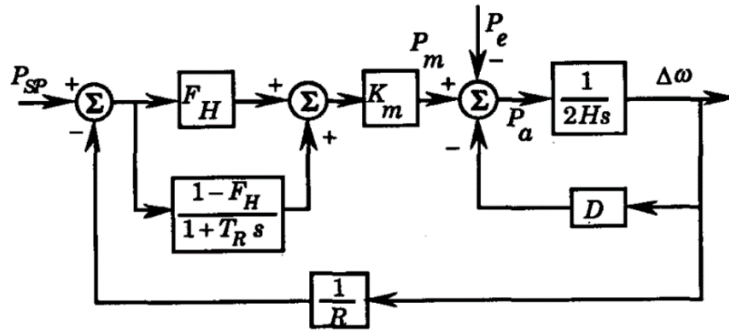 P_e
P_m
P_SP + Σ F_H + Σ K_m + Σ − 1/2Hs Δω
− + P_a
1 − F_H / 1 + T_R s
− D
1/R